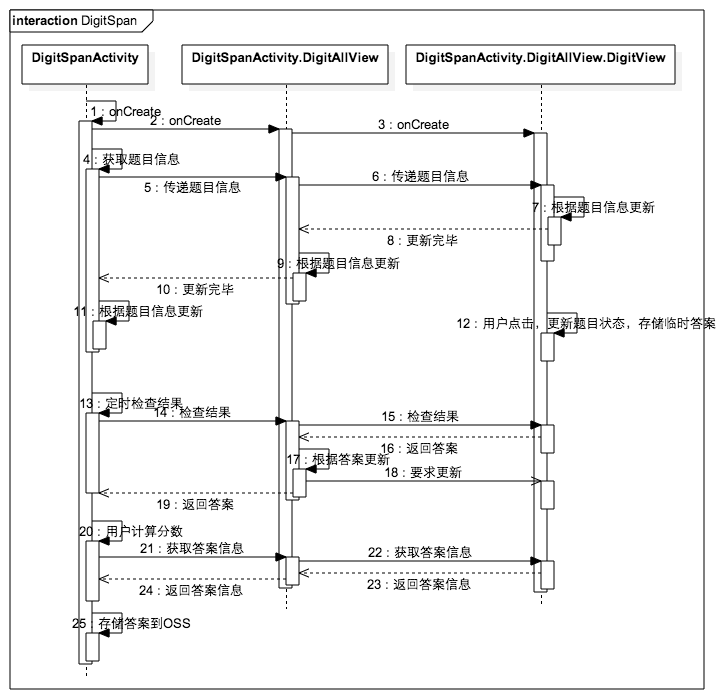 interaction DigitSpan
DigitSpanActivity
DigitSpanActivity.DigitAllView
DigitSpanActivity.DigitAllView.DigitView
1 : onCreate
2 : onCreate
3 : onCreate
4 : 获取题目信息
5 : 传递题目信息
6 : 传递题目信息
7 : 根据题目信息更新
8 : 更新完毕
9 : 根据题目信息更新
10 : 更新完毕
11 : 根据题目信息更新
12 : 用户点击，更新题目状态，存储临时答案
13 : 定时检查结果
14 : 检查结果
15 : 检查结果
16 : 返回答案
17 : 根据答案更新
18 : 要求更新
19 : 返回答案
20 : 用户计算分数
21 : 获取答案信息
22 : 获取答案信息
23 : 返回答案信息
24 : 返回答案信息
25 : 存储答案到OSS